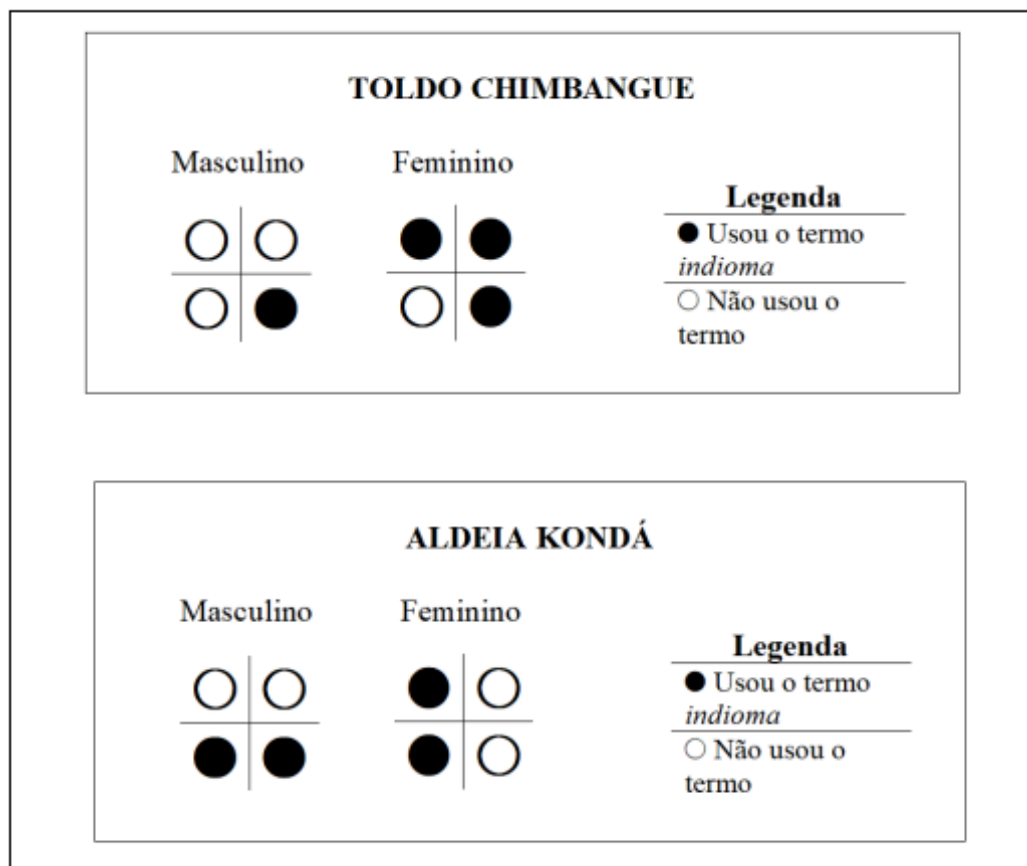 TOLDO CHIMBANGUE
Masculino Feminino
Legenda
● Usou o termo
indioma
○ Não usou o
termo
ALDEIA KONDÁ
Masculino Feminino
Legenda
● Usou o termo
indioma
○ Não usou o
termo